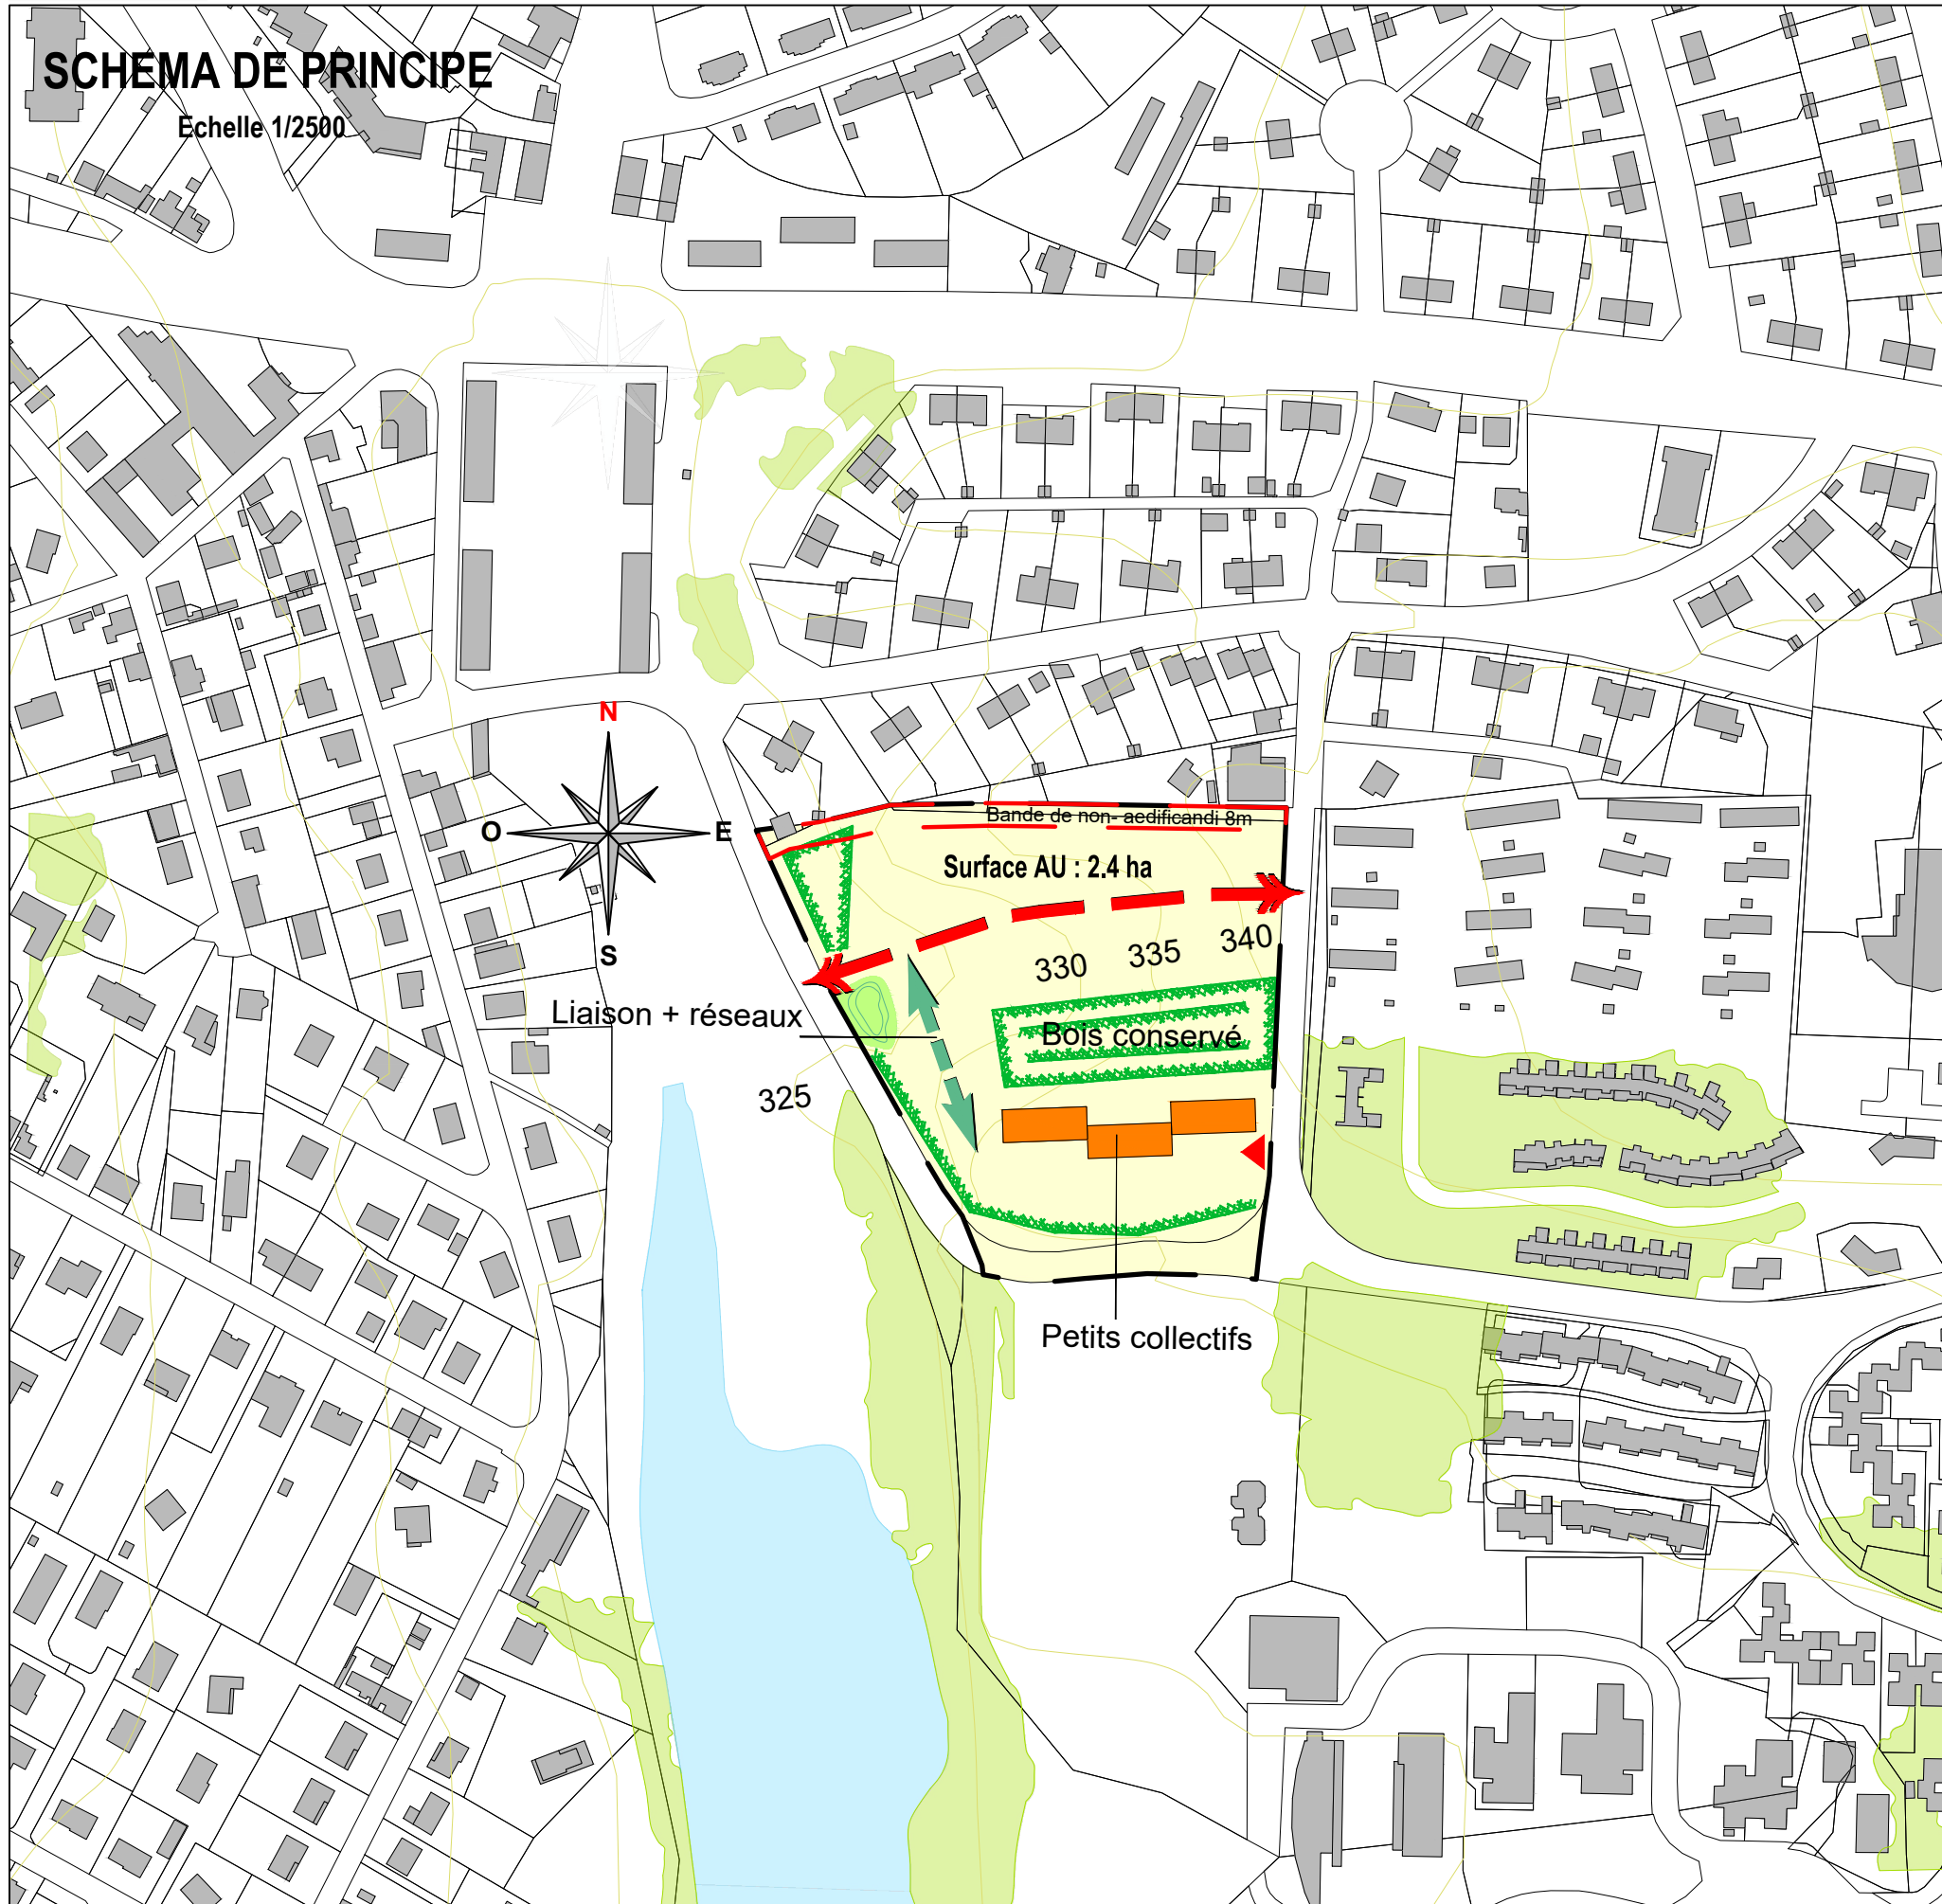 SCHEMA DE PRINCIPE
Echelle 1/2500
N
O
E
S
Bande de non- aedificandi 8m
Surface AU : 2.4 ha
330
335
340
Liaison + réseaux
Bois conservé
325
Petits collectifs